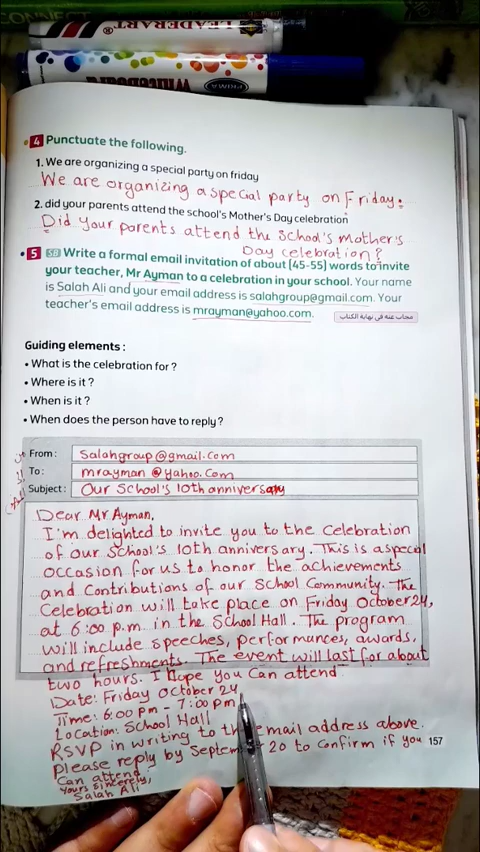 CONNECT
LEADERART
Whiteboard
PRIMA
4 Punctuate the following.
1. We are organizing a special party on friday
We are organizing a special party on Friday.
2. did your parents attend the school's Mother's Day celebration
Did your parents attend the School's Mother's
Day celebration?
5 Write a formal email invitation of about (45-55) words to invite
your teacher, Mr Ayman to a celebration in your school. Your name
is Salah Ali and your email address is salahgroup@gmail.com. Your
teacher's email address is mrayman@yahoo.com.
مجاب عنه في نهاية الكتاب
Guiding elements :
• What is the celebration for ?
• Where is it ?
• When is it ?
• When does the person have to reply ?
From : Salahgroup@gmail.com
To : mrayman @yahoo.com
Subject : Our School's 10th anniversary
Dear Mr Ayman,
I'm delighted to invite you to the Celebration
of our School's 10th anniversary. This is a special
occasion for us to honor the achievements
and Contributions of our School Community. The
Celebration will take place on Friday October 24,
at 6:00 p.m in the School Hall. The program
will include speeches, performances, awards,
and refreshments. The event will last for about
two hours. I hope you can attend.
Date: Friday October 24
Time: 6:00 pm - 7:00 pm
Location: School Hall
RSVP in writing to the email address above.
please reply by September 20 to confirm if you
Can attend.
Yours Sincerely,
Salah Ali
157